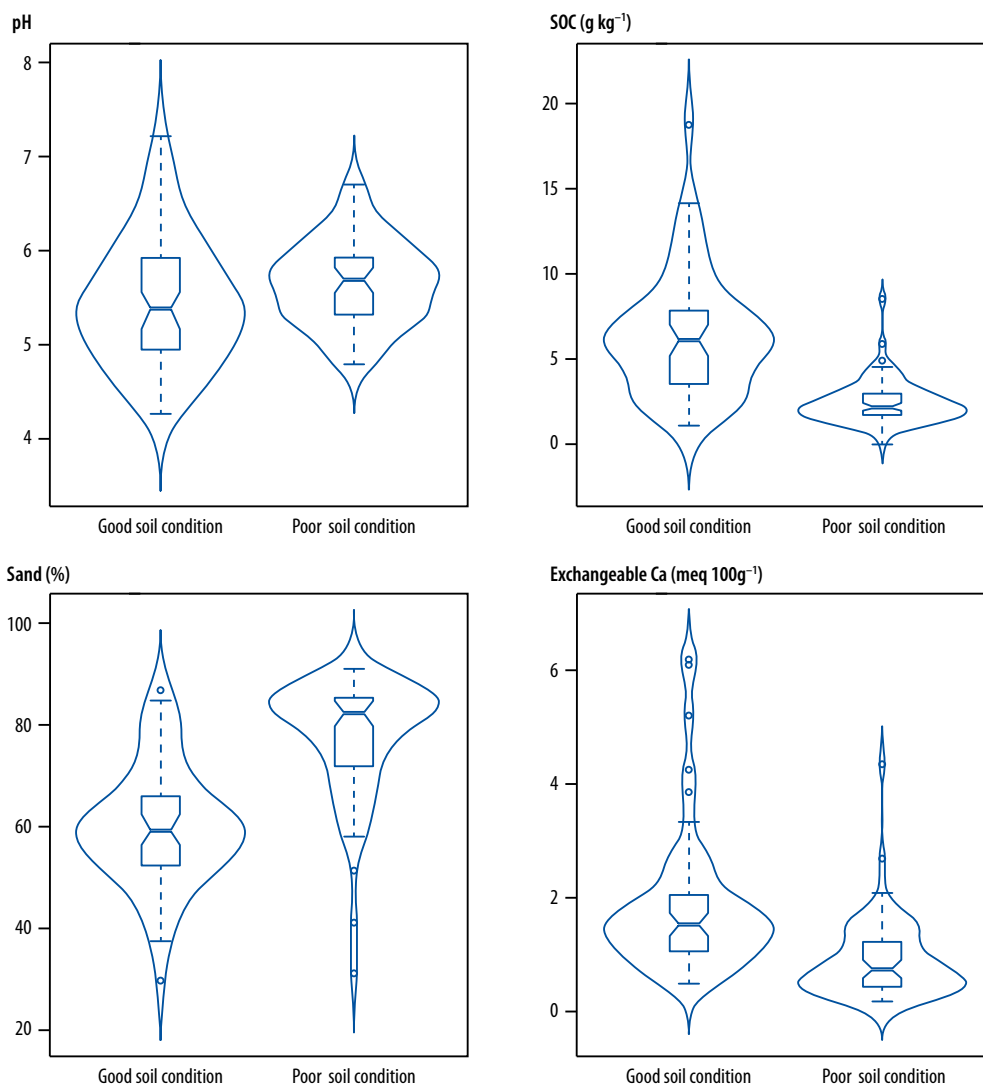 pH
8
7
6
5
4
Good soil condition Poor soil condition
SOC (g kg⁻¹)
20
15
10
5
0
Good soil condition Poor soil condition
Sand (%)
100
80
60
40
20
Good soil condition Poor soil condition
Exchangeable Ca (meq 100g⁻¹)
6
4
2
0
Good soil condition Poor soil condition